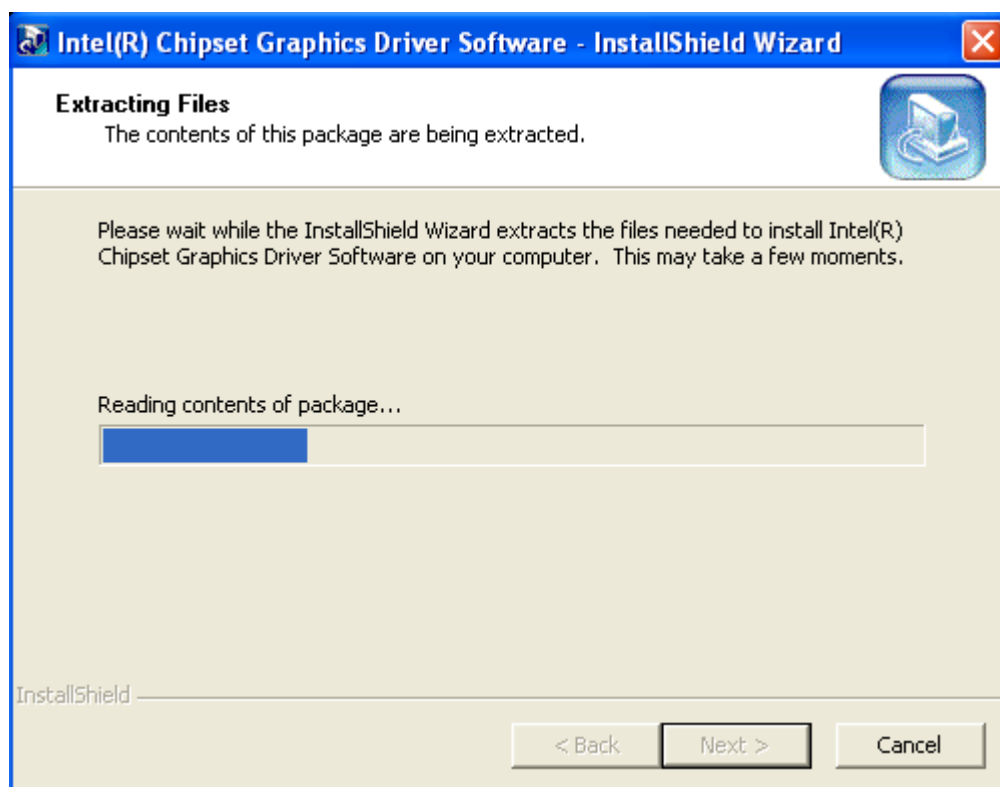 Intel(R) Chipset Graphics Driver Software - InstallShield Wizard
Extracting Files
The contents of this package are being extracted.
Please wait while the InstallShield Wizard extracts the files needed to install Intel(R)
Chipset Graphics Driver Software on your computer.  This may take a few moments.
Reading contents of package...
InstallShield
< Back
Next >
Cancel